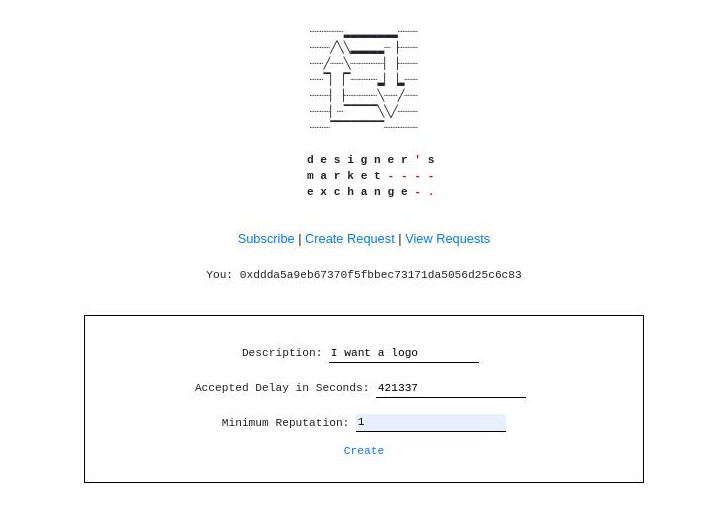 designer's
market----
exchange-.
Subscribe | Create Request | View Requests
You: 0xddda5a9eb67370f5fbbec73171da5056d25c6c83
Description: I want a logo
Accepted Delay in Seconds: 421337
Minimum Reputation: 1
Create